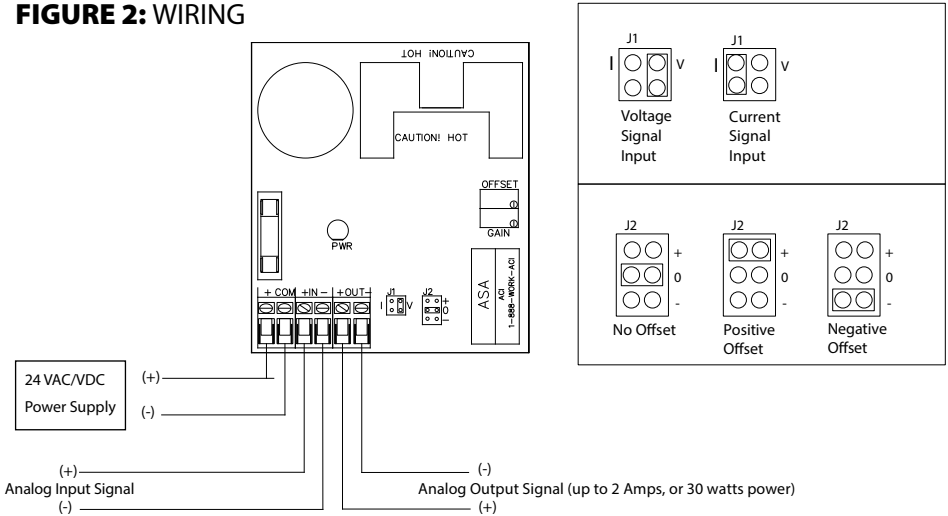 FIGURE 2: WIRING
CAUTION! HOT
CAUTION! HOT
OFFSET
GAIN
PWR
ASA
ACI
1-888-WORK-ACI
+ COM +IN - +OUT-
J1
I V
J2
+
0
-
24 VAC/VDC
Power Supply
(+)
(-)
(+)
Analog Input Signal
(-)
(-)
Analog Output Signal (up to 2 Amps, or 30 watts power)
(+)
J1
I V
Voltage
Signal
Input
J1
I V
Current
Signal
Input
J2
+
0
-
No Offset
J2
+
0
-
Positive
Offset
J2
+
0
-
Negative
Offset